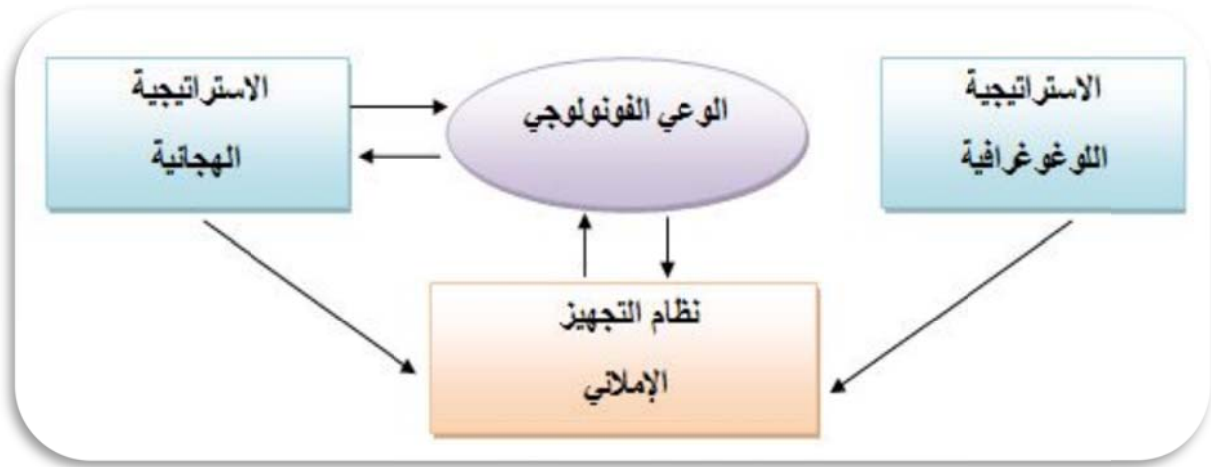 الاستراتيجية
اللوغوغرافية
الوعي الفونولوجي
الاستراتيجية
الهجائية
نظام التجهيز
الإملائي